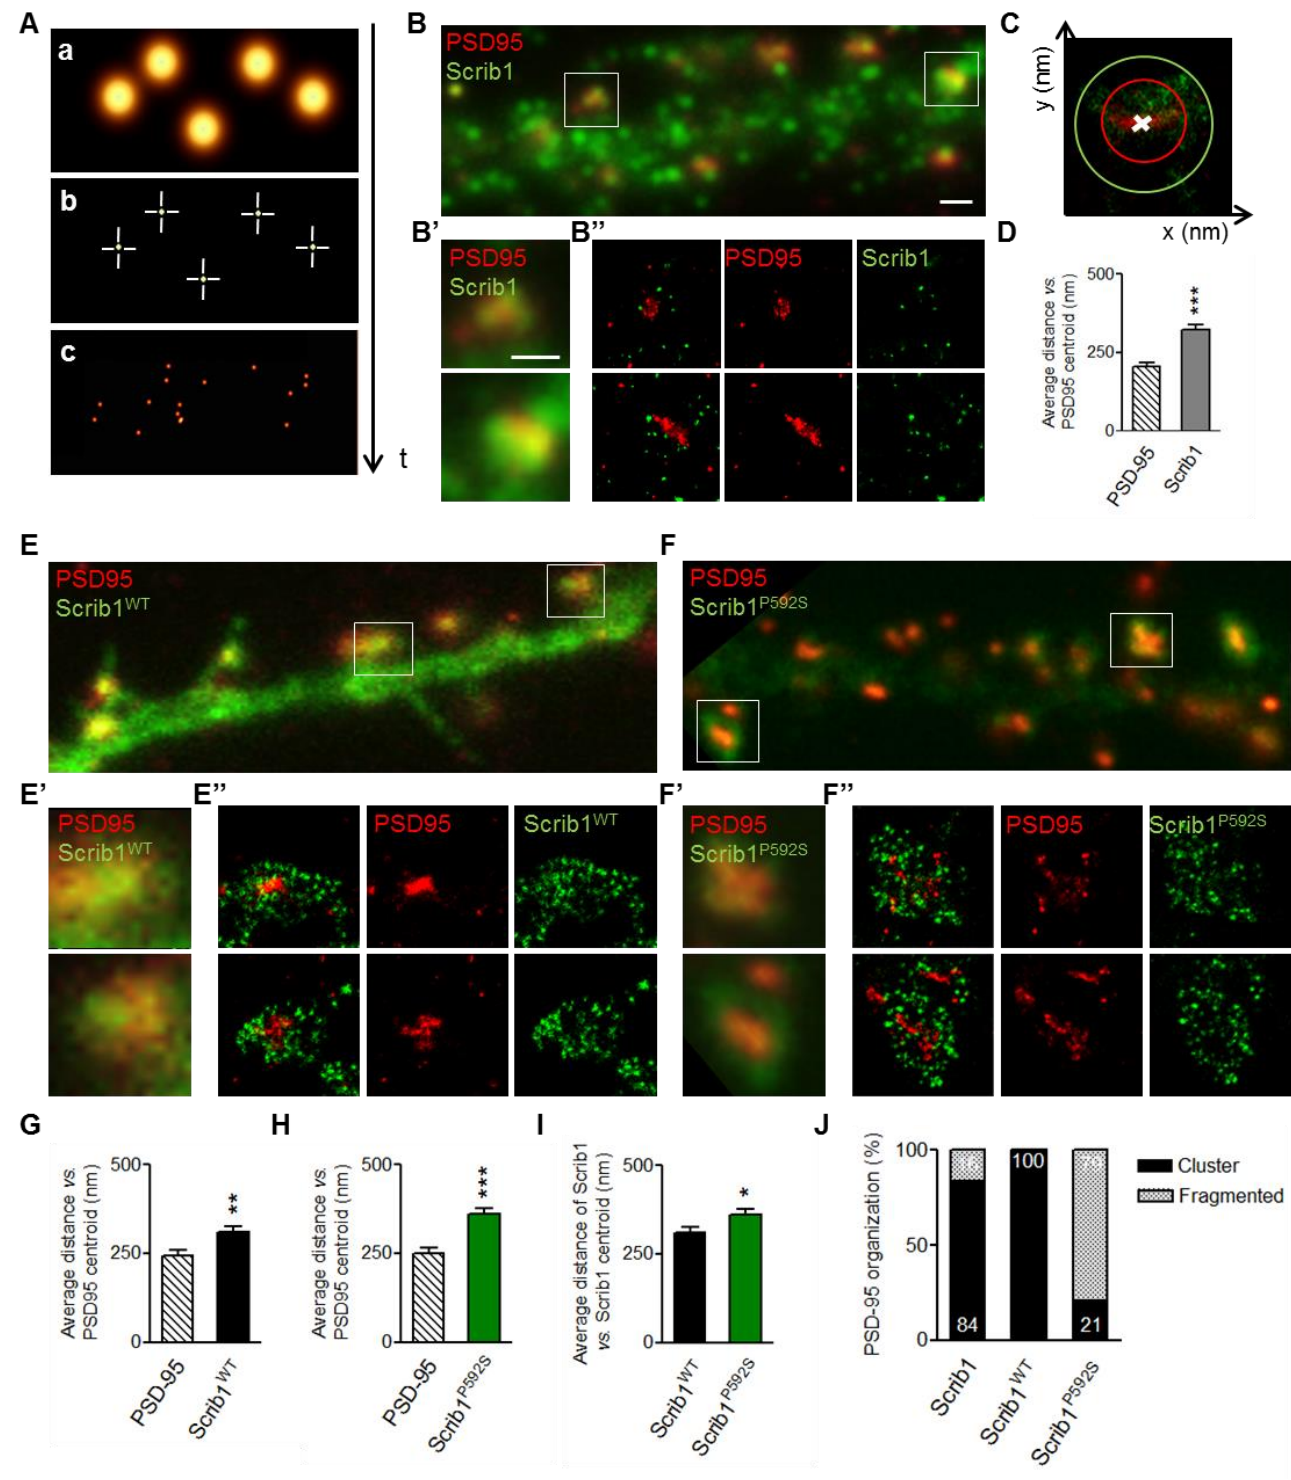 A
a
b
c
t
B
PSD95
Scrib1
C
y (nm)
x (nm)
B’
PSD95
Scrib1
B’’
PSD95
Scrib1
D
Average distance vs.
PSD95 centroid (nm)
500
250
0
***
PSD-95
Scrib1
E
PSD95
Scrib1WT
F
PSD95
Scrib1P592S
E’
PSD95
Scrib1WT
E’’
PSD95
Scrib1WT
F’
PSD95
Scrib1P592S
F’’
PSD95
Scrib1P592S
G
Average distance vs.
PSD95 centroid (nm)
500
250
0
**
PSD-95
Scrib1WT
H
Average distance vs.
PSD95 centroid (nm)
500
250
0
***
PSD-95
Scrib1P592S
I
Average distance of Scrib1
vs. Scrib1 centroid (nm)
500
250
0
*
Scrib1WT
Scrib1P592S
J
PSD-95 organization (%)
100
50
0
84
100
21
Cluster
Fragmented
Scrib1
Scrib1WT
Scrib1P592S